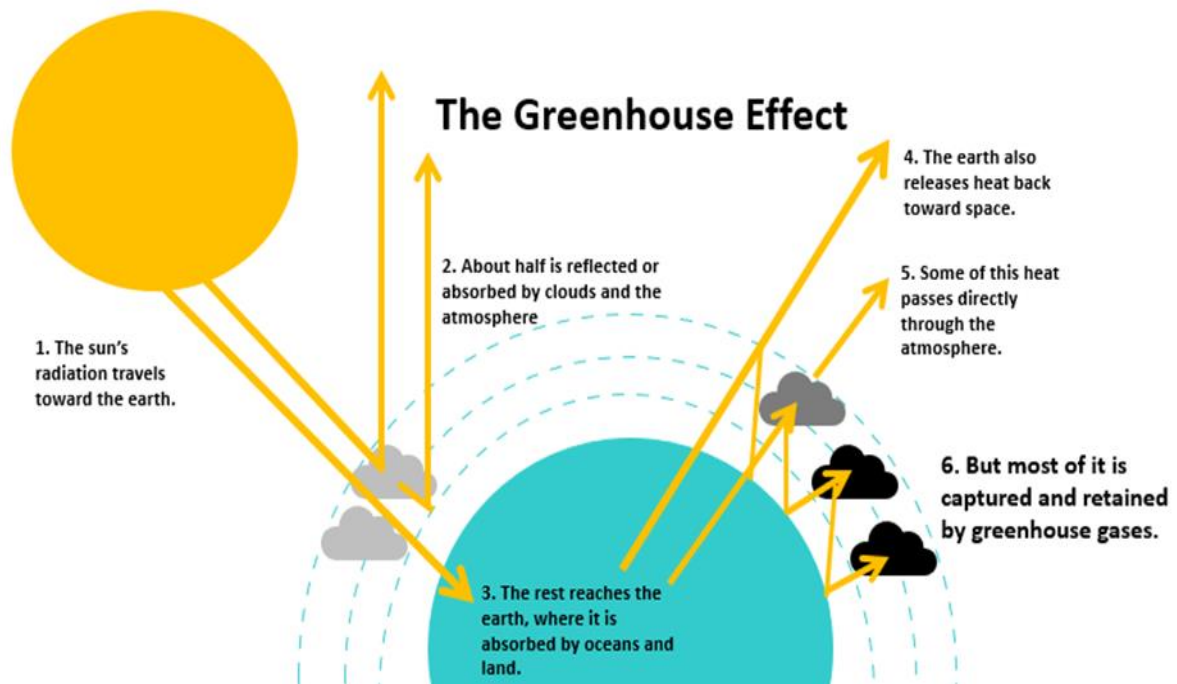 The Greenhouse Effect
1. The sun's
radiation travels
toward the earth.
2. About half is reflected or
absorbed by clouds and the
atmosphere
3. The rest reaches the
earth, where it is
absorbed by oceans and
land.
4. The earth also
releases heat back
toward space.
5. Some of this heat
passes directly
through the
atmosphere.
6. But most of it is
captured and retained
by greenhouse gases.